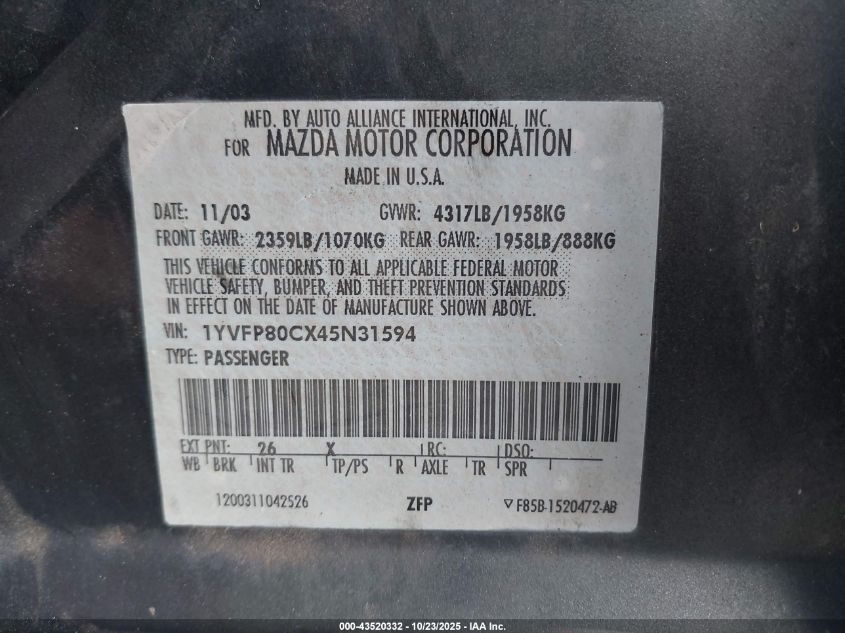 MFD. BY AUTO ALLIANCE INTERNATIONAL, INC.
FOR MAZDA MOTOR CORPORATION
MADE IN U.S.A.
DATE: 11/03 GVWR: 4317LB/1958KG
FRONT GAWR: 2359LB/1070KG REAR GAWR: 1958LB/888KG
THIS VEHICLE CONFORMS TO ALL APPLICABLE FEDERAL MOTOR
VEHICLE SAFETY, BUMPER, AND THEFT PREVENTION STANDARDS
IN EFFECT ON THE DATE OF MANUFACTURE SHOWN ABOVE.
VIN: 1YVFP80CX45N31594
TYPE: PASSENGER
EXT PNT: 26 X RC: DSO:
WB BRK INT TR TP/PS R AXLE TR SPR
1200311042526 ZFP F85B-1520472-AB
000-43520332 - 10/23/2025 - IAA Inc.